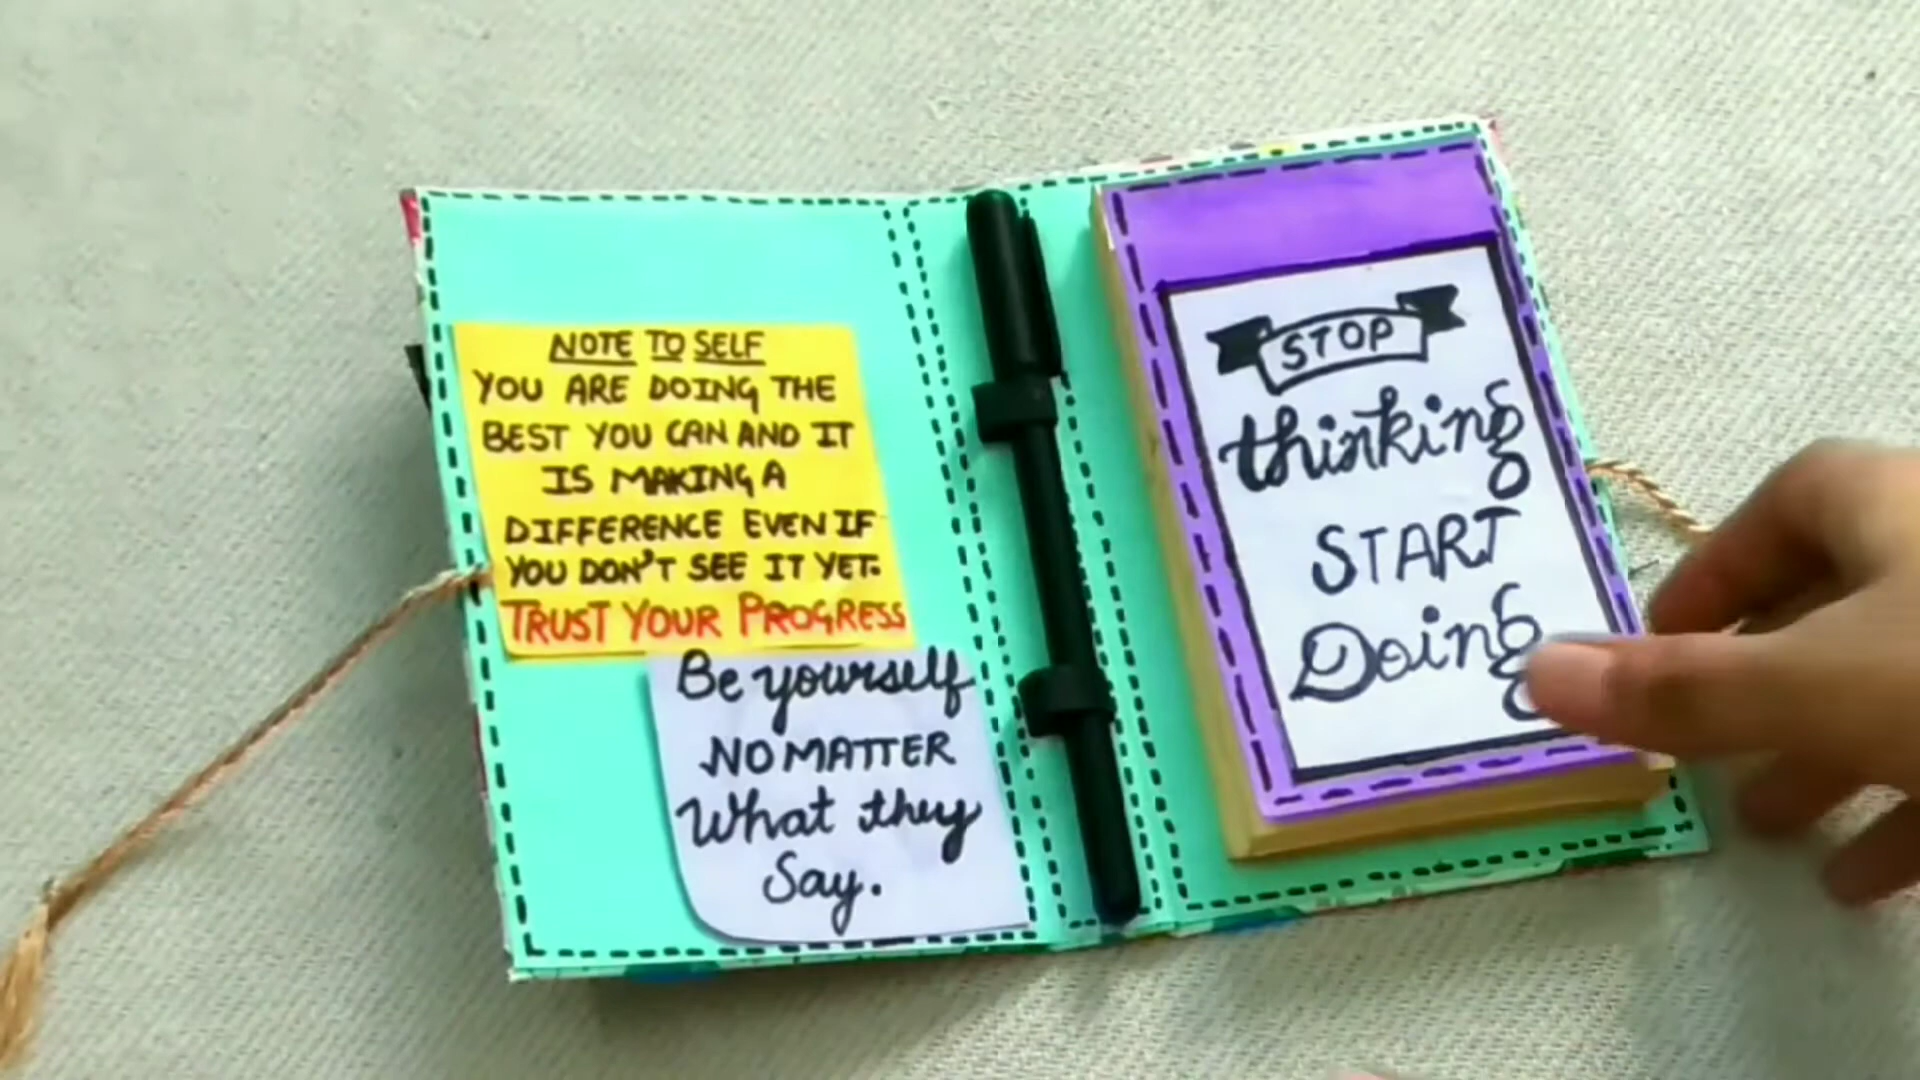 NOTE TO SELF
YOU ARE DOING THE
BEST YOU CAN AND IT
IS MAKING A
DIFFERENCE EVEN IF
YOU DON'T SEE IT YET.
TRUST YOUR PROGRESS
Be yourself
NO MATTER
What they
Say.
STOP
thinking
START
Doing